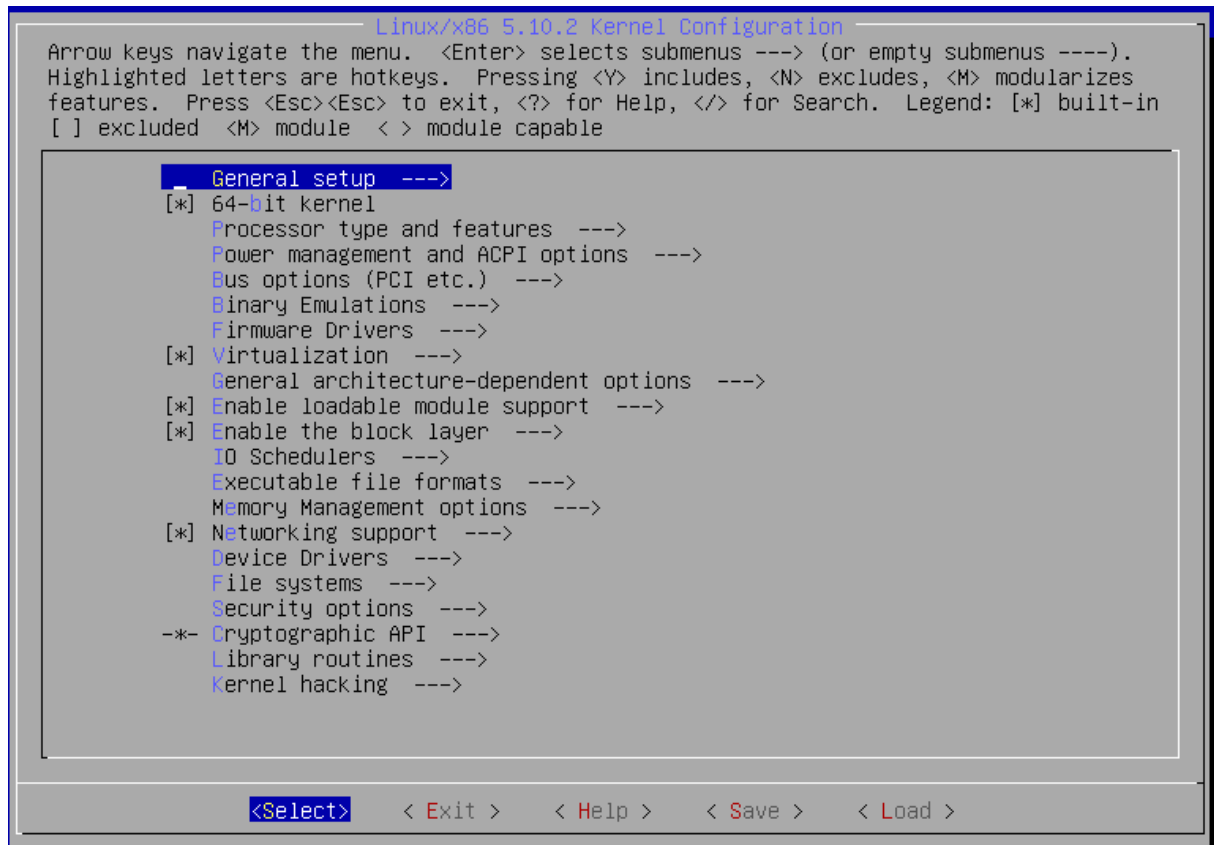 Linux/x86 5.10.2 Kernel Configuration
Arrow keys navigate the menu.  <Enter> selects submenus ---> (or empty submenus ----).
Highlighted letters are hotkeys.  Pressing <Y> includes, <N> excludes, <M> modularizes
features.  Press <Esc><Esc> to exit, <?> for Help, </> for Search.  Legend: [*] built-in
[ ] excluded  <M> module  < > module capable
General setup  --->
[*] 64-bit kernel
Processor type and features  --->
Power management and ACPI options  --->
Bus options (PCI etc.)  --->
Binary Emulations  --->
Firmware Drivers  --->
[*] Virtualization  --->
General architecture-dependent options  --->
[*] Enable loadable module support  --->
[*] Enable the block layer  --->
IO Schedulers  --->
Executable file formats  --->
Memory Management options  --->
[*] Networking support  --->
Device Drivers  --->
File systems  --->
Security options  --->
-*- Cryptographic API  --->
Library routines  --->
Kernel hacking  --->
<Select>    < Exit >    < Help >    < Save >    < Load >